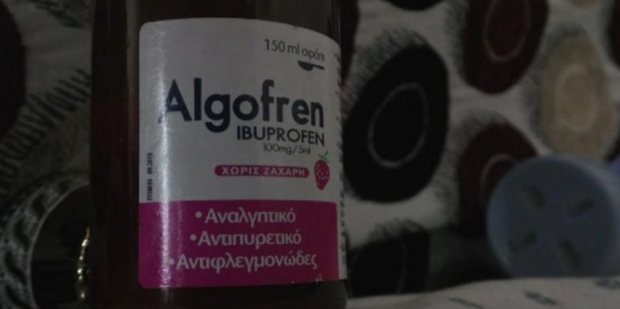 150 ml σιρόπι
Algofren
IBUPROFEN
100mg/5ml
ΧΩΡΙΣ ΖΑΧΑΡΗ
•Αναλγητικό
•Αντιπυρετικό
•Αντιφλεγμονώδες